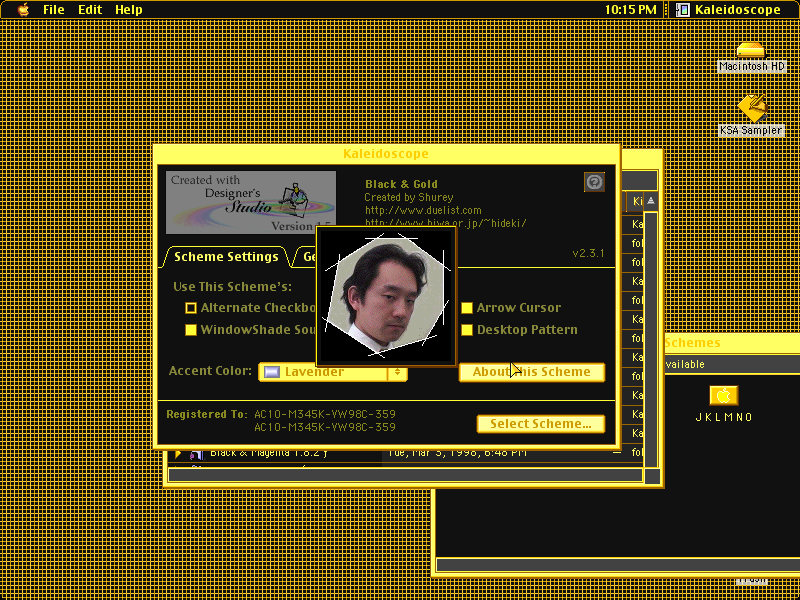 File Edit Help
10:15 PM
Kaleidoscope
Macintosh HD
KSA Sampler
Kaleidoscope
Created with
Designer's
Studio
Version 1.5
Black & Gold
Created by Shurey
http://www.duelist.com
http://www.biwa.or.jp/~hideki/
v2.3.1
Scheme Settings
Ge
Use This Scheme's:
Alternate Checkbo
WindowShade Sou
Arrow Cursor
Desktop Pattern
Accent Color:
Lavender
About This Scheme
Registered To:
AC10-M345K-YW98C-359
AC10-M345K-YW98C-359
Select Scheme...
Ki
Ka
fol
fol
Ka
fol
Ka
fol
Ka
fol
Ka
Ka
Ka
Black & Magenta 1.8.2 ƒ
Tue, Mar 3, 1998, 6:48 PM
—
fol
Schemes
vailable
J K L M N O